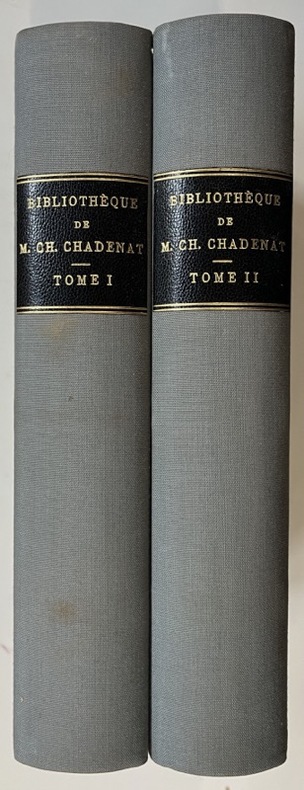 BIBLIOTHÈQUE
DE
M. CH. CHADENAT
TOME I
BIBLIOTHÈQUE
DE
M. CH. CHADENAT
TOME II